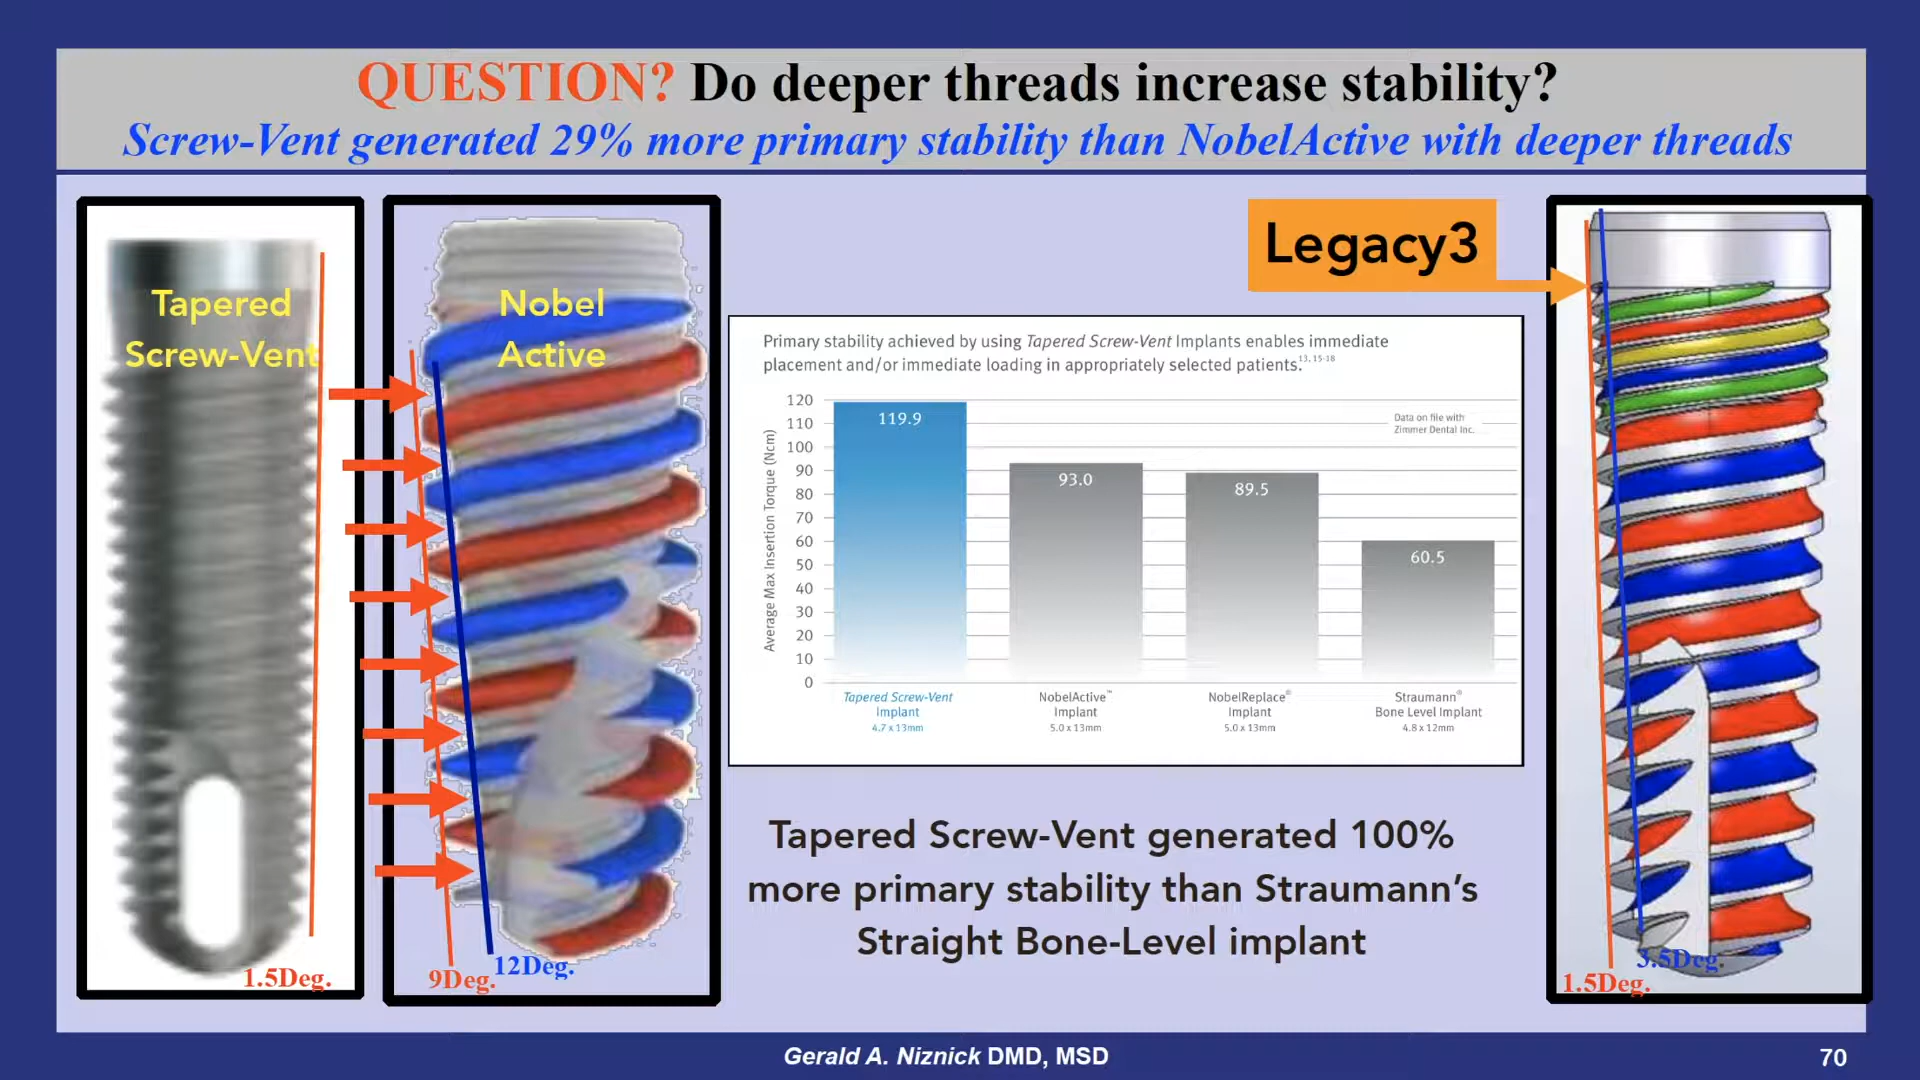 QUESTION? Do deeper threads increase stability?
Screw-Vent generated 29% more primary stability than NobelActive with deeper threads
Tapered
Screw-Vent
1.5Deg.
Nobel
Active
9Deg.
12Deg.
Legacy3
Primary stability achieved by using Tapered Screw-Vent Implants enables immediate
placement and/or immediate loading in appropriately selected patients.13, 15-18
Average Max Insertion Torque (Ncm)
120
110
100
90
80
70
60
50
40
30
20
10
0
119.9
93.0
89.5
60.5
Data on file with
Zimmer Dental Inc.
Tapered Screw-Vent
Implant
4.7 x 13mm
NobelActive™
Implant
5.0 x 13mm
NobelReplace®
Implant
5.0 x 13mm
Straumann®
Bone Level Implant
4.8 x 12mm
Tapered Screw-Vent generated 100%
more primary stability than Straumann’s
Straight Bone-Level implant
3.5Deg.
1.5Deg.
Gerald A. Niznick DMD, MSD
70